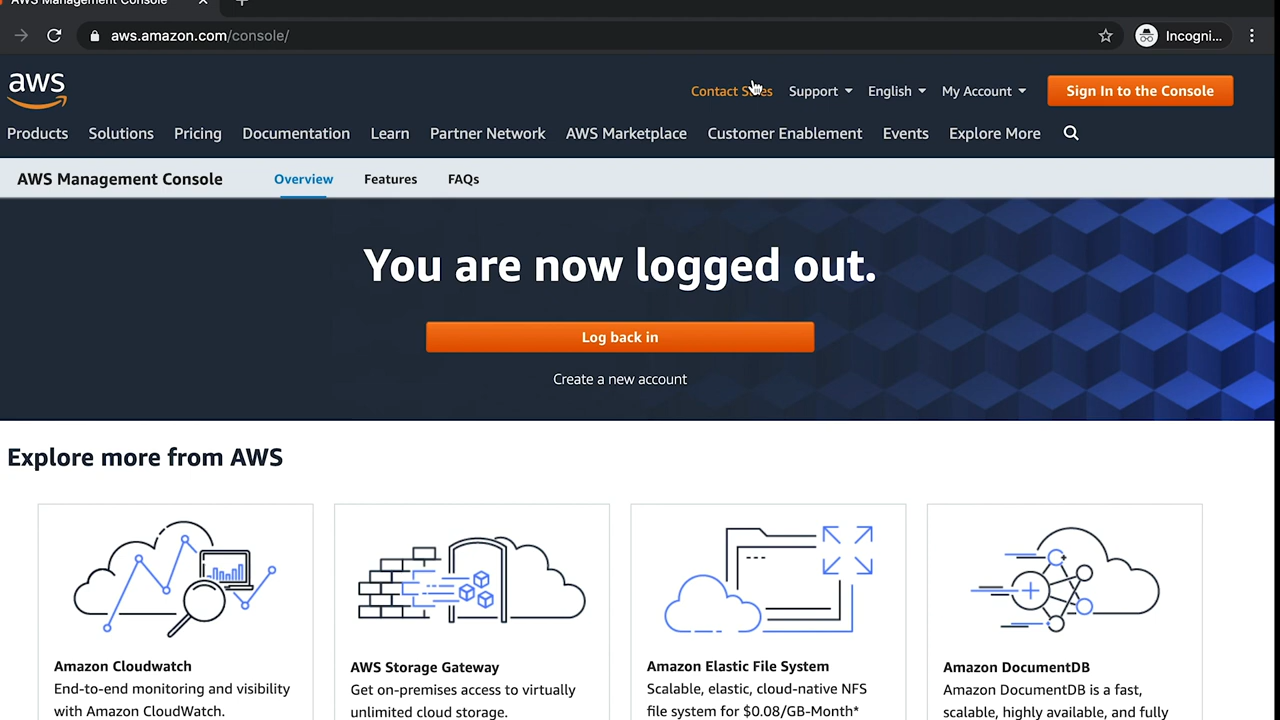 AWS Management Console
aws.amazon.com/console/
Incogni...
aws
Contact Sales Support English My Account Sign In to the Console
Products Solutions Pricing Documentation Learn Partner Network AWS Marketplace Customer Enablement Events Explore More
AWS Management Console Overview Features FAQs
You are now logged out.
Log back in
Create a new account
Explore more from AWS
Amazon Cloudwatch
End-to-end monitoring and visibility
with Amazon CloudWatch.
AWS Storage Gateway
Get on-premises access to virtually
unlimited cloud storage.
Amazon Elastic File System
Scalable, elastic, cloud-native NFS
file system for $0.08/GB-Month*
Amazon DocumentDB
Amazon DocumentDB is a fast,
scalable, highly available, and fully